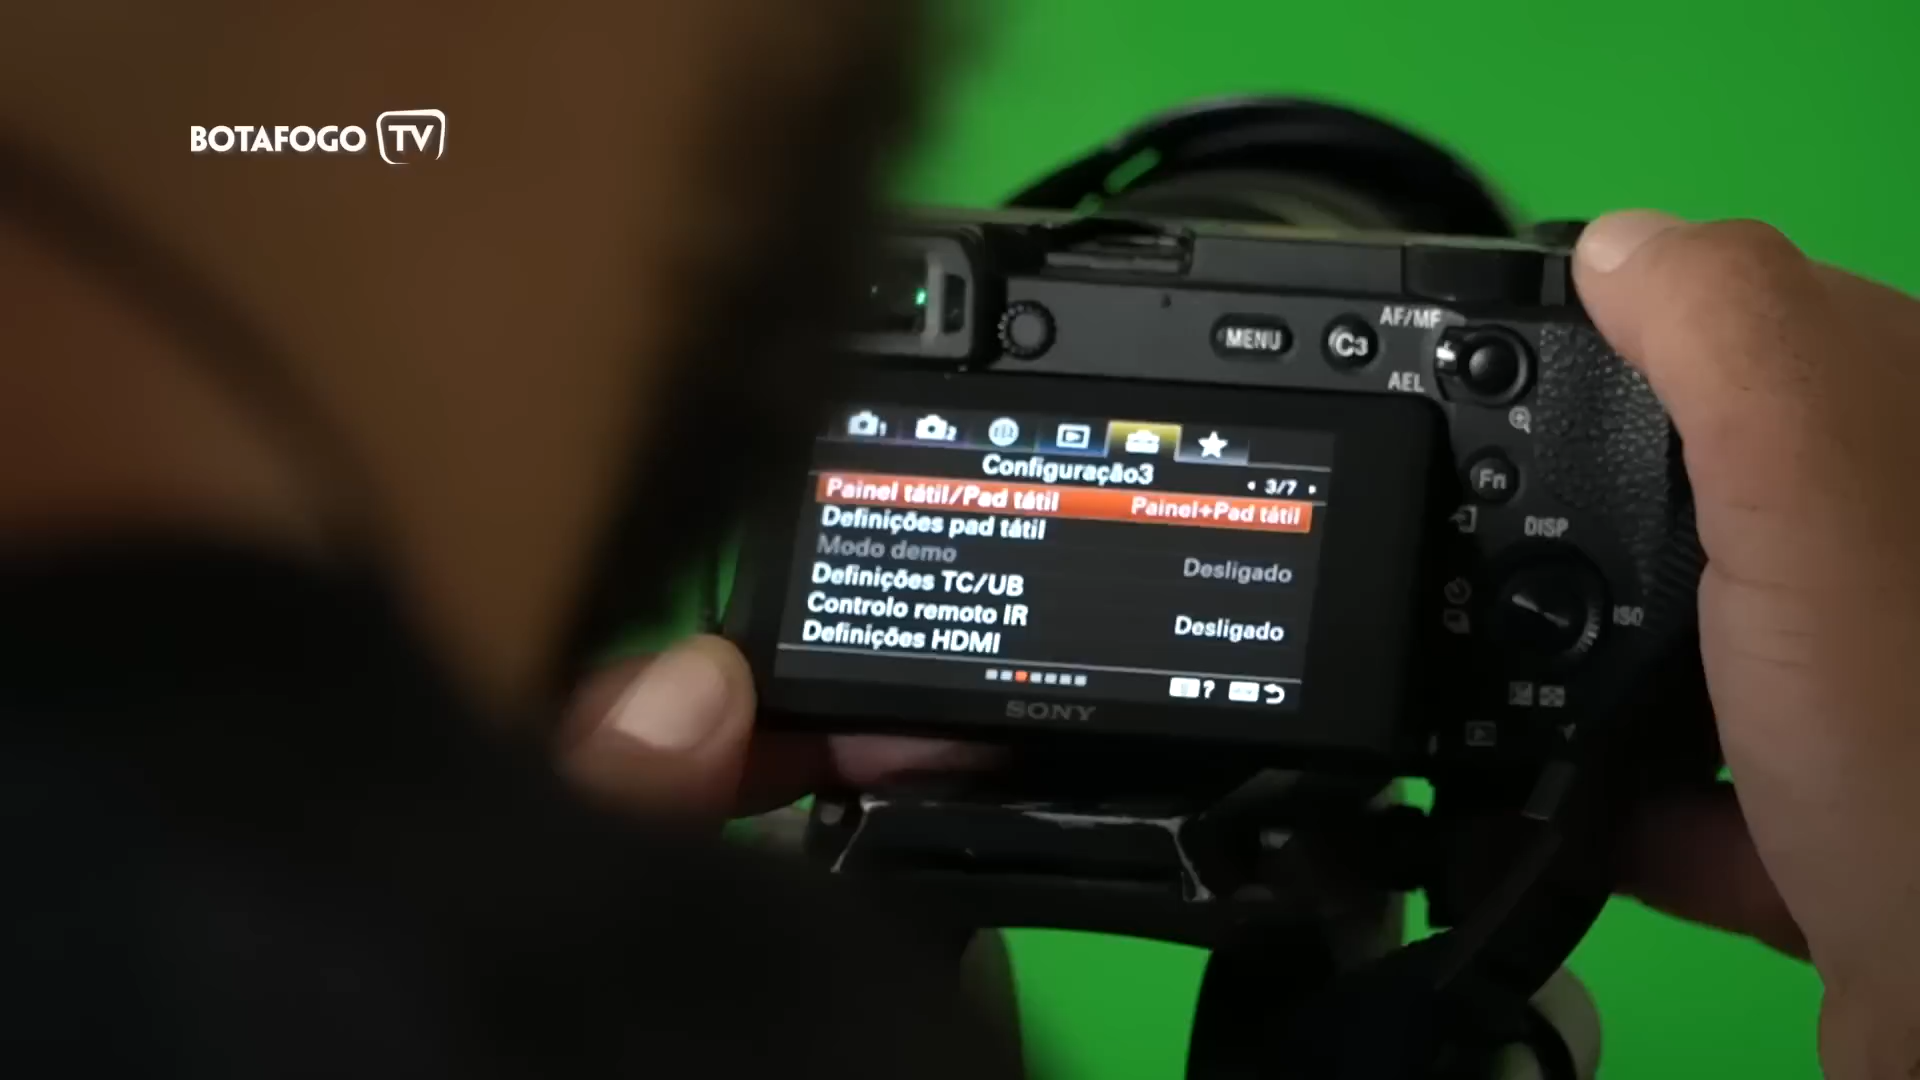 BOTAFOGO TV
MENU
C3
AF/MF
AEL
Configuração3
3/7
Painel tátil/Pad tátil Painel+Pad tátil
Definições pad tátil
Modo demo Desligado
Definições TC/UB
Controlo remoto IR Desligado
Definições HDMI
?
SONY
Fn
DISP
ISO